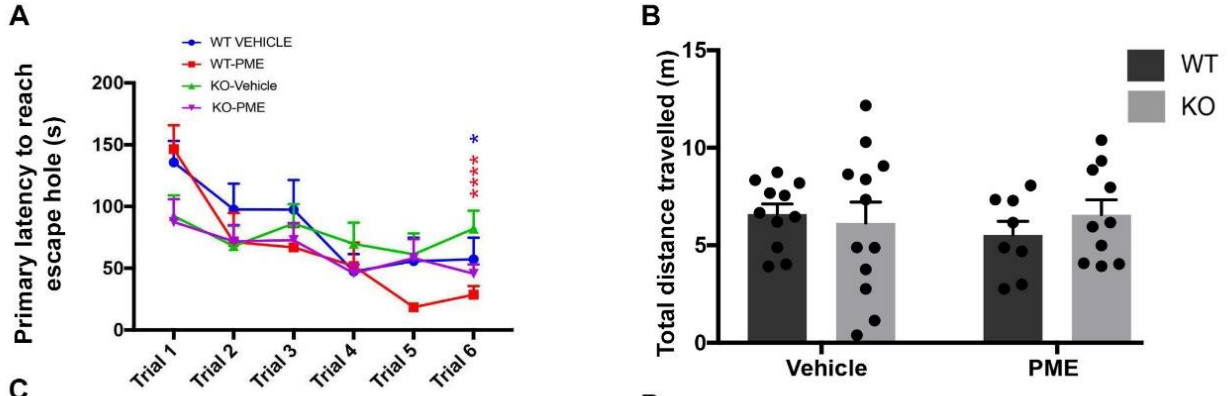 A
WT VEHICLE
WT-PME
KO-Vehicle
KO-PME
Primary latency to reach
escape hole (s)
200
150
100
50
0
*
****
Trial 1
Trial 2
Trial 3
Trial 4
Trial 5
Trial 6
B
Total distance travelled (m)
15
10
5
0
WT
KO
Vehicle
PME
C